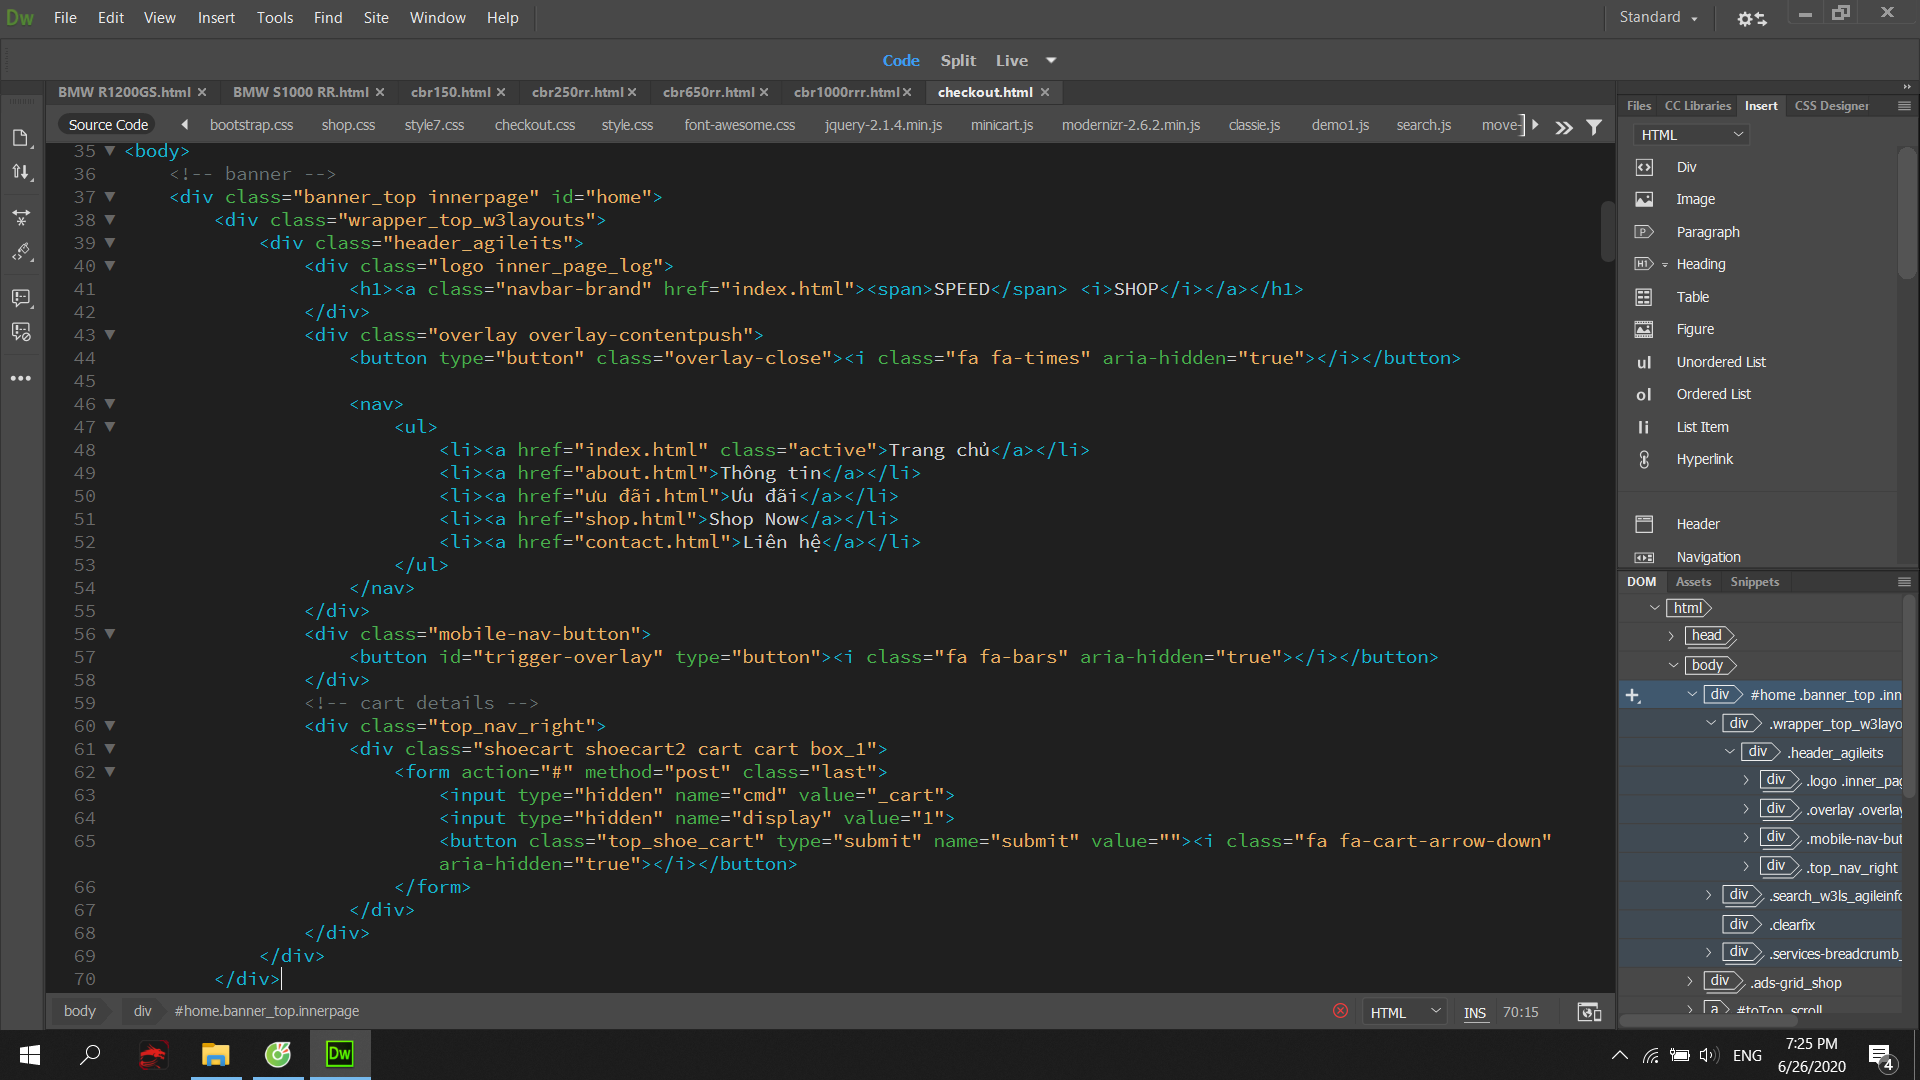 Dw File Edit View Insert Tools Find Site Window Help Standard
Code Split Live
BMW R1200GS.html BMW S1000 RR.html cbr150.html cbr250rr.html cbr650rr.html cbr1000rrr.html checkout.html
Source Code bootstrap.css shop.css style7.css checkout.css style.css font-awesome.css jquery-2.1.4.min.js minicart.js modernizr-2.6.2.min.js classie.js demo1.js search.js move-
35 <body>
36 <!-- banner -->
37 <div class="banner_top innerpage" id="home">
38 <div class="wrapper_top_w3layouts">
39 <div class="header_agileits">
40 <div class="logo inner_page_log">
41 <h1><a class="navbar-brand" href="index.html"><span>SPEED</span> <i>SHOP</i></a></h1>
42 </div>
43 <div class="overlay overlay-contentpush">
44 <button type="button" class="overlay-close"><i class="fa fa-times" aria-hidden="true"></i></button>
45
46 <nav>
47 <ul>
48 <li><a href="index.html" class="active">Trang chủ</a></li>
49 <li><a href="about.html">Thông tin</a></li>
50 <li><a href="ưu đãi.html">Ưu đãi</a></li>
51 <li><a href="shop.html">Shop Now</a></li>
52 <li><a href="contact.html">Liên hệ</a></li>
53 </ul>
54 </nav>
55 </div>
56 <div class="mobile-nav-button">
57 <button id="trigger-overlay" type="button"><i class="fa fa-bars" aria-hidden="true"></i></button>
58 </div>
59 <!-- cart details -->
60 <div class="top_nav_right">
61 <div class="shoecart shoecart2 cart cart box_1">
62 <form action="#" method="post" class="last">
63 <input type="hidden" name="cmd" value="_cart">
64 <input type="hidden" name="display" value="1">
65 <button class="top_shoe_cart" type="submit" name="submit" value=""><i class="fa fa-cart-arrow-down"
aria-hidden="true"></i></button>
66 </form>
67 </div>
68 </div>
69 </div>
70 </div>
body div #home.banner_top.innerpage HTML INS 70:15
Files CC Libraries Insert CSS Designer
HTML
Div
Image
P Paragraph
H1 Heading
Table
Figure
ul Unordered List
ol Ordered List
li List Item
Hyperlink
Header
Navigation
DOM Assets Snippets
html
head
body
div #home .banner_top .inn
div .wrapper_top_w3layo
div .header_agileits
div .logo .inner_pag
div .overlay .overlay
div .mobile-nav-but
div .top_nav_right
div .search_w3ls_agileinfo
div .clearfix
div .services-breadcrumb_
div .ads-grid_shop
a #toTop .scroll
Dw ENG 7:25 PM
6/26/2020 4